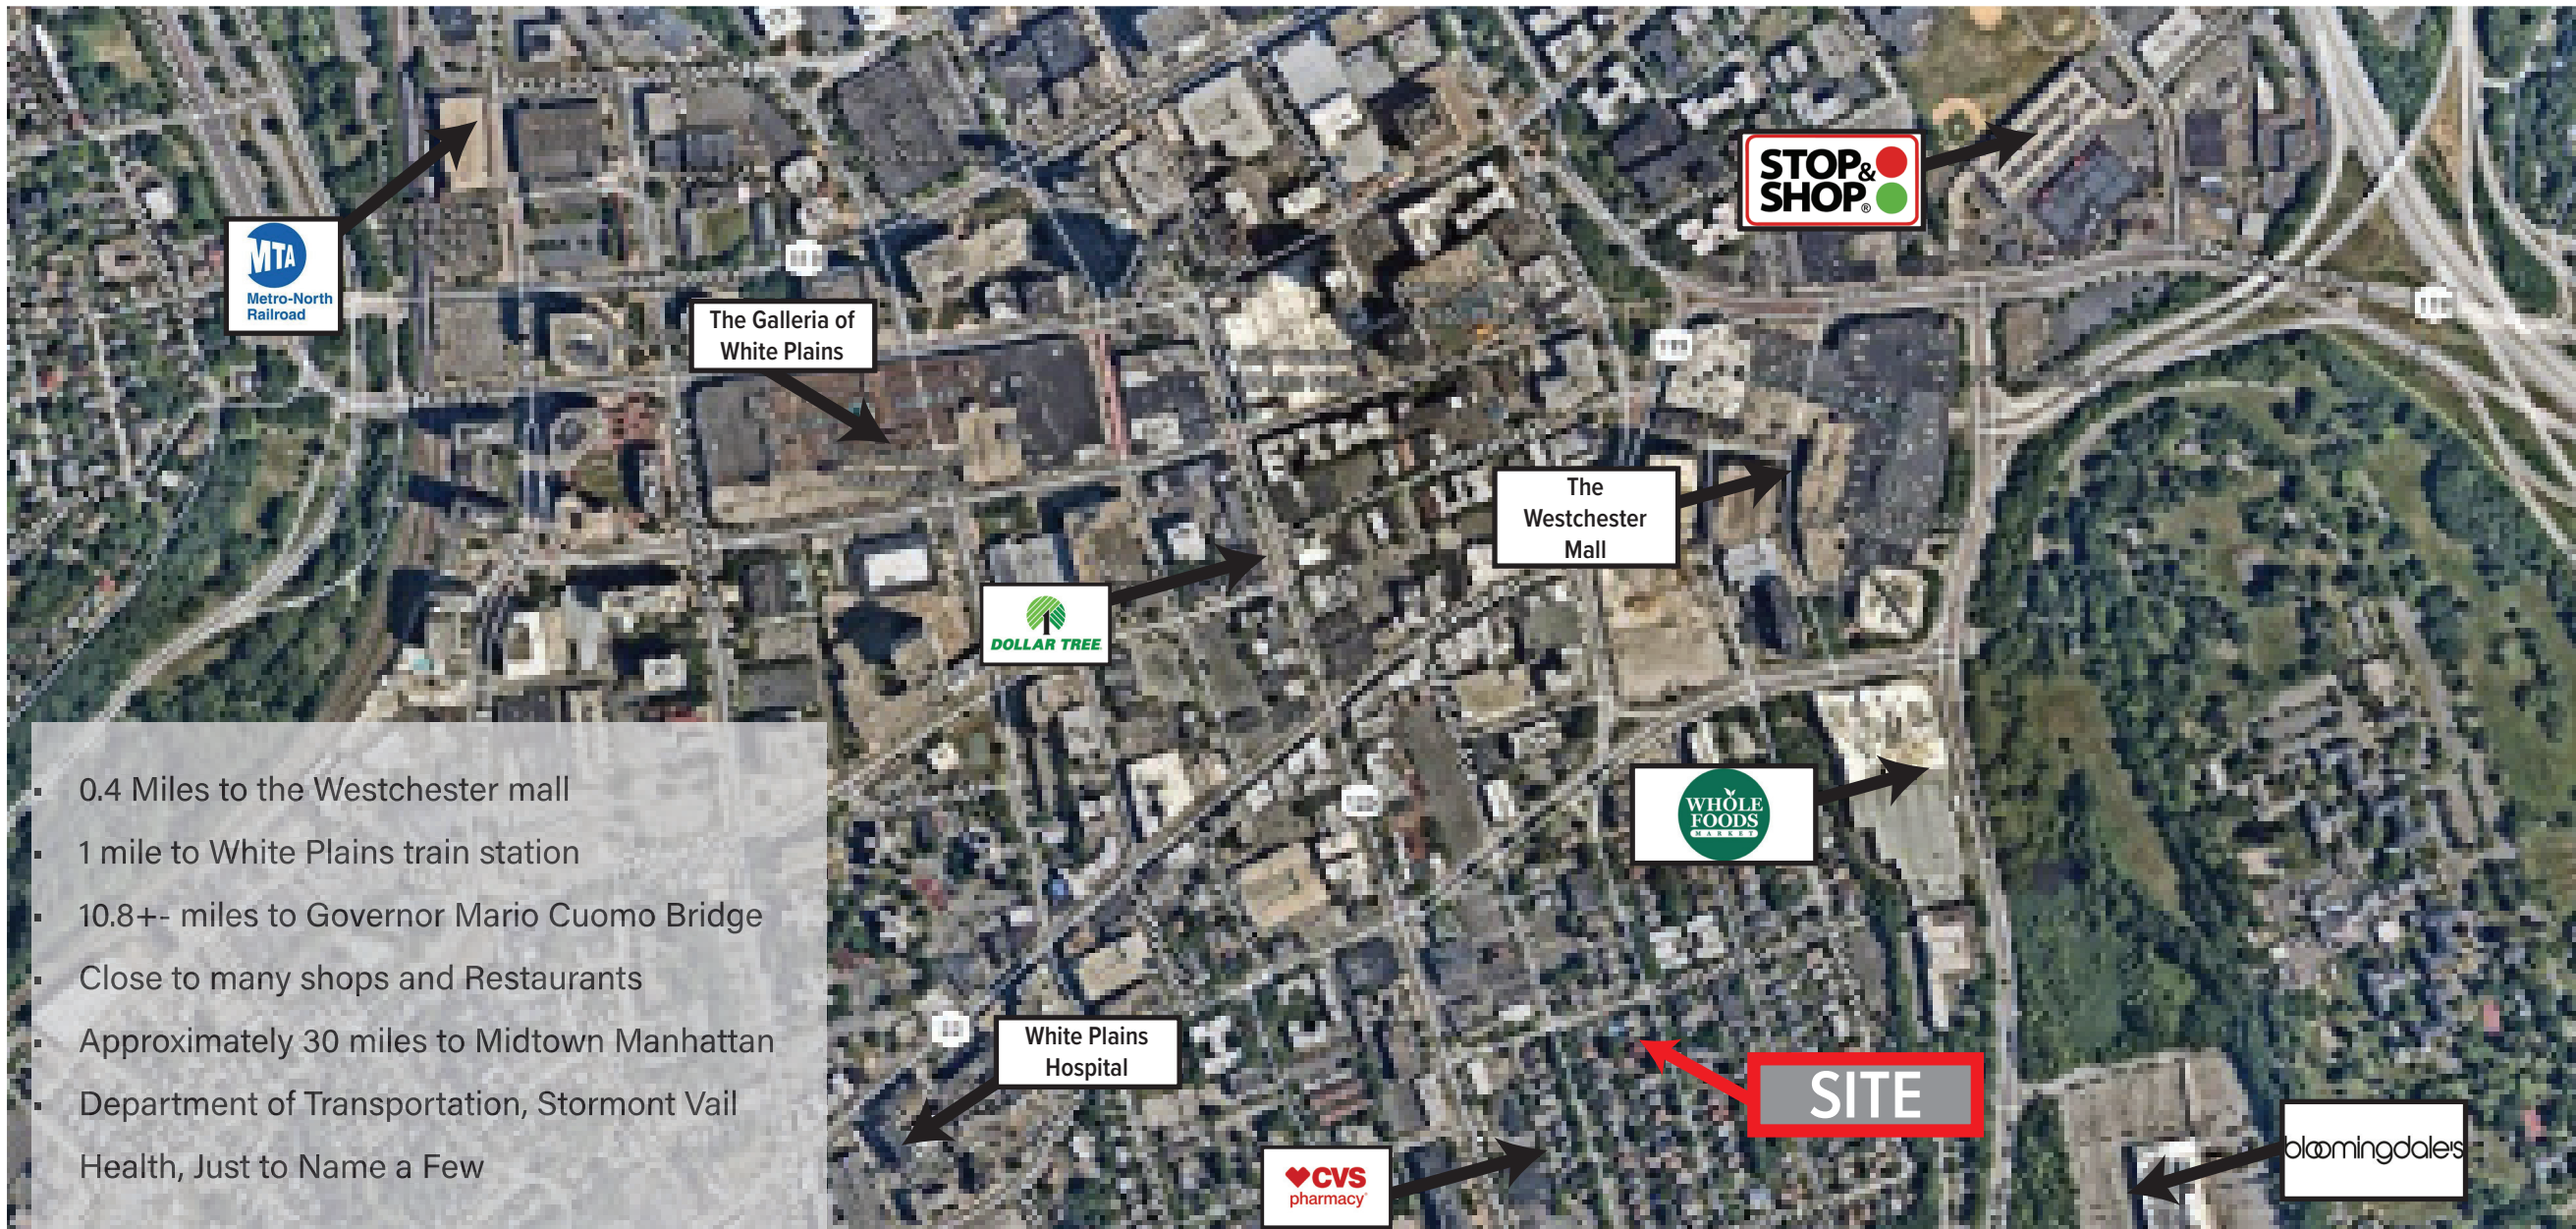 STOP&
SHOP®
MTA
Metro-North
Railroad
The Galleria of
White Plains
The
Westchester
Mall
DOLLAR TREE
WHOLE
FOODS
MARKET
▪ 0.4 Miles to the Westchester mall
▪ 1 mile to White Plains train station
▪ 10.8+- miles to Governor Mario Cuomo Bridge
▪ Close to many shops and Restaurants
▪ Approximately 30 miles to Midtown Manhattan
▪ Department of Transportation, Stormont Vail
Health, Just to Name a Few
White Plains
Hospital
SITE
bloomingdale's
CVS
pharmacy